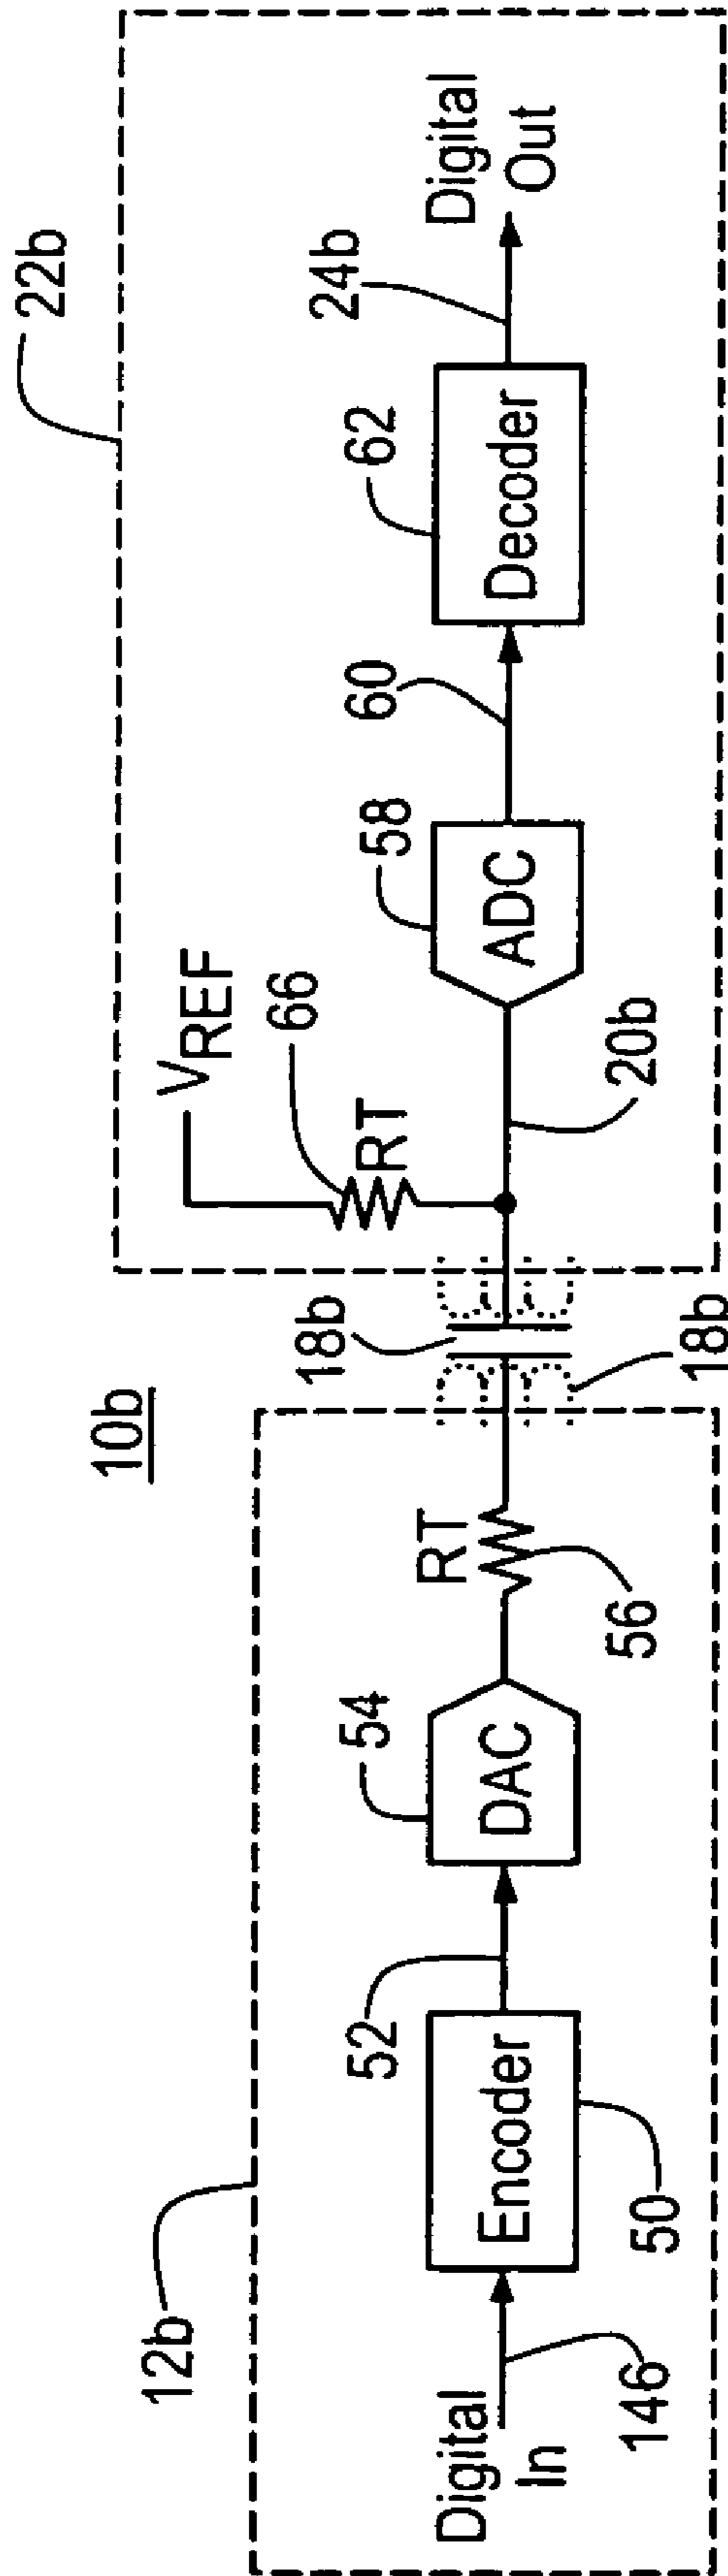 10b
12b
Digital
In
146
Encoder
50
52
DAC
54
RT
56
18b
18b
22b
VREF
66
RT
20b
ADC
58
60
Decoder
62
24b
Digital
Out